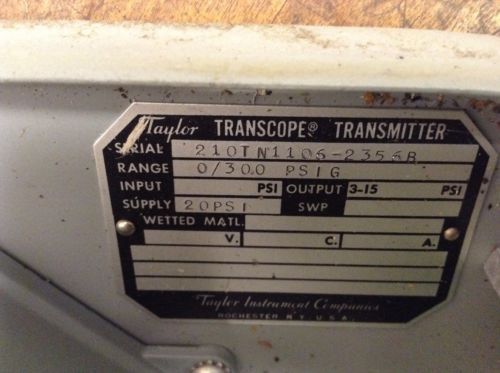 Taylor TRANSCOPE® TRANSMITTER
SERIAL 210TN1106-2356B
RANGE 0/300 PSIG
INPUT PSI OUTPUT 3-15 PSI
SUPPLY 20PSI SWP
WETTED MATL.
V. C. A.
Taylor Instrument Companies
ROCHESTER N.Y. U.S.A.